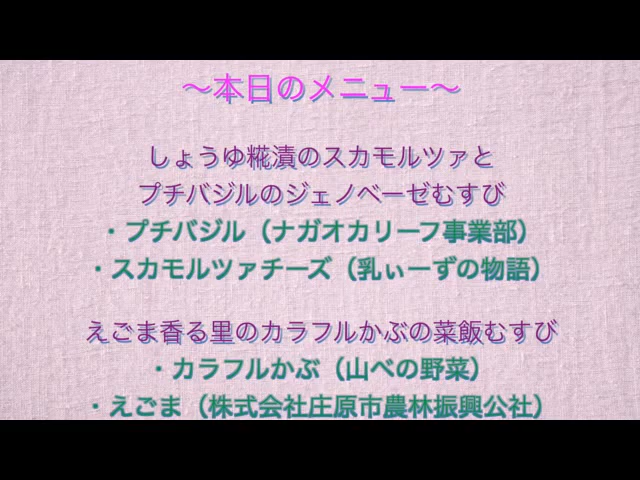 ～本日のメニュー～
しょうゆ糀漬のスカモルツァと
プチバジルのジェノベーゼむすび
・プチバジル（ナガオカリーフ事業部）
・スカモルツァチーズ（乳ぃーずの物語）
えごま香る里のカラフルかぶの菜飯むすび
・カラフルかぶ（山べの野菜）
・えごま（株式会社庄原市農林振興公社）